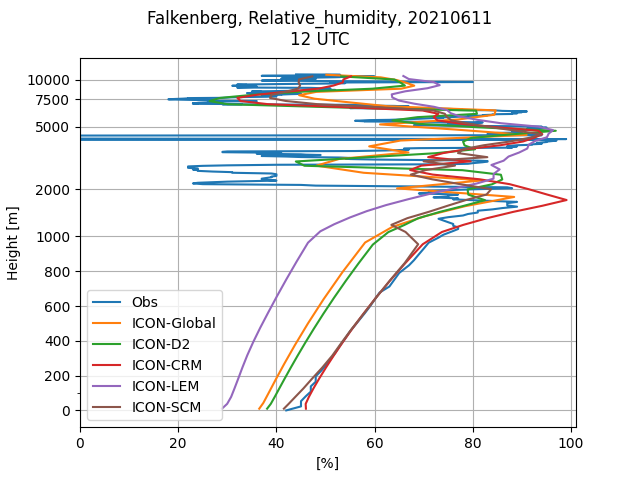 Falkenberg, Relative_humidity, 20210611
12 UTC
Height [m]
10000
7500
5000
2000
1000
800
600
400
200
0
Obs
ICON-Global
ICON-D2
ICON-CRM
ICON-LEM
ICON-SCM
0 20 40 60 80 100
[%]